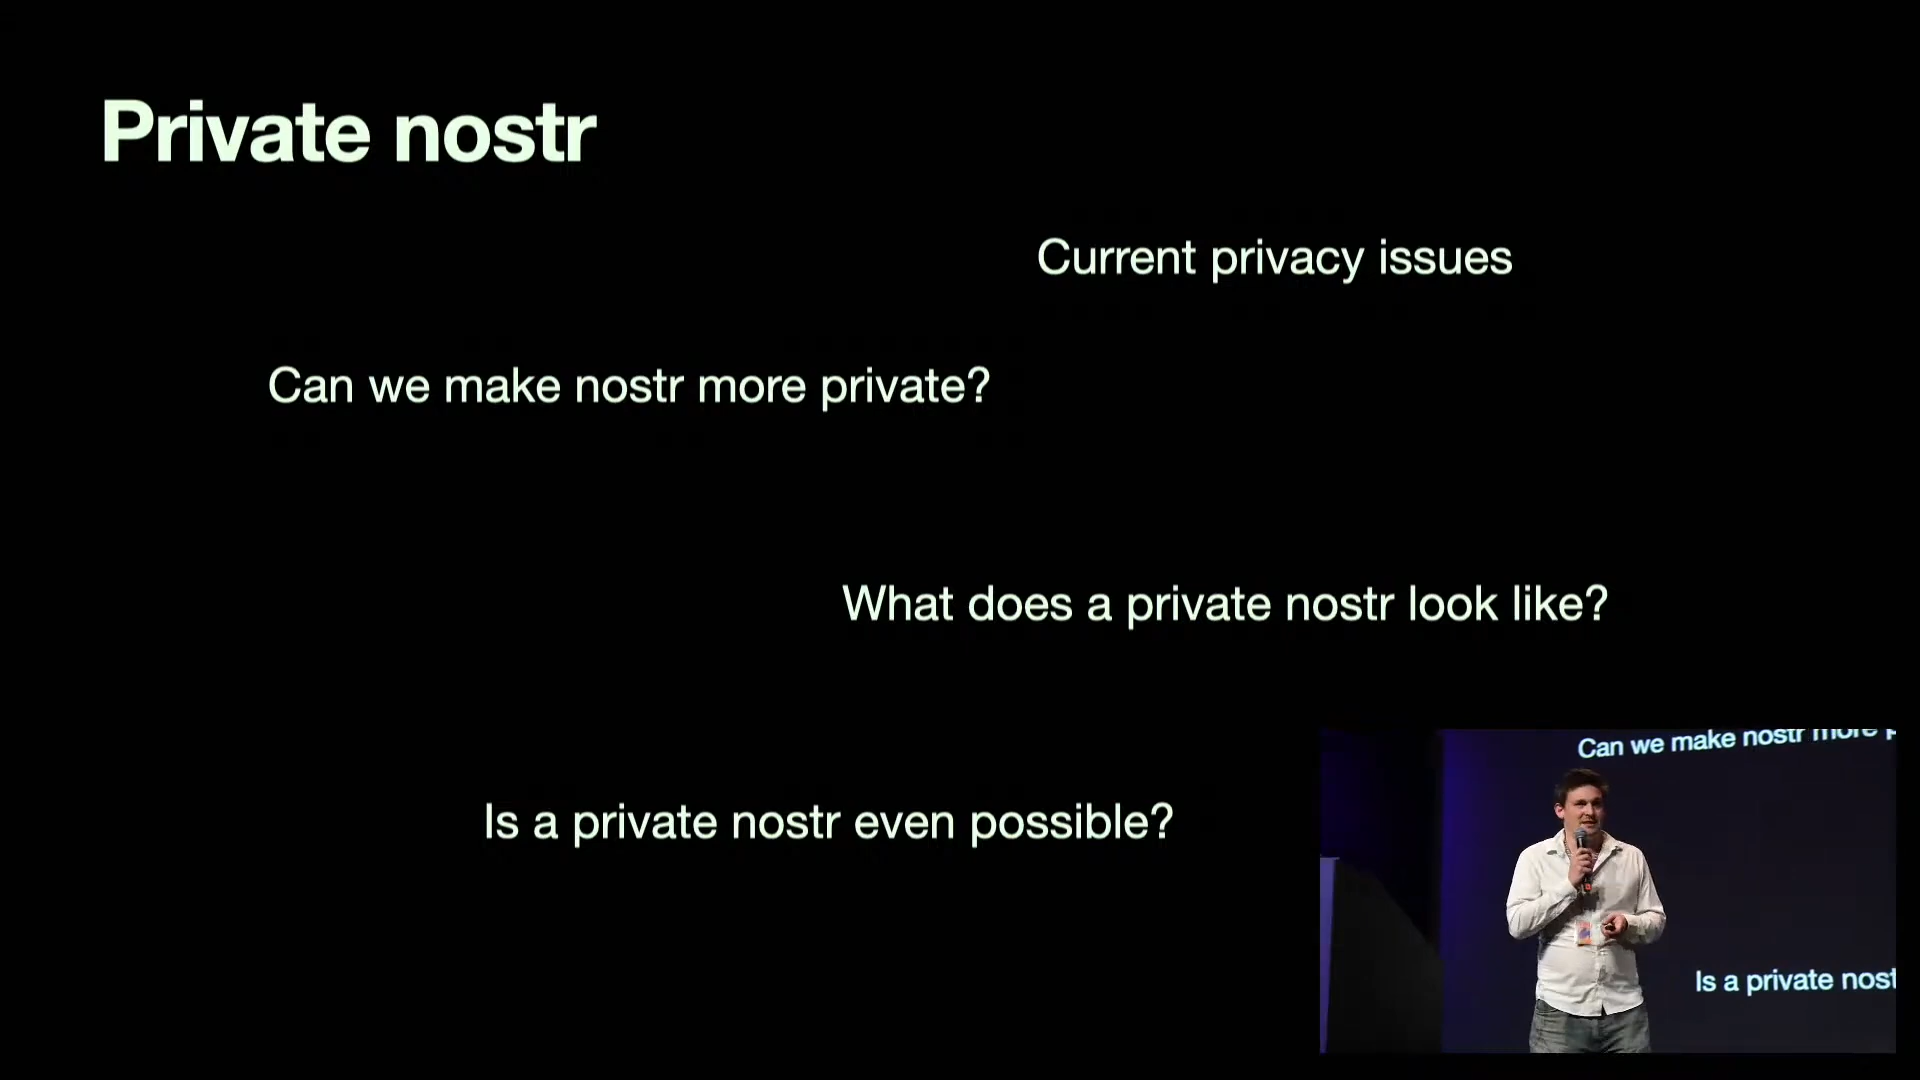 Private nostr
Current privacy issues
Can we make nostr more private?
What does a private nostr look like?
Is a private nostr even possible?
Can we make nostr more p
Is a private nost